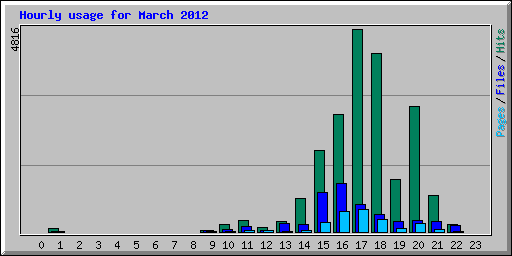 Hourly usage for March 2012
4816
Pages/Files/Hits
0 1 2 3 4 5 6 7 8 9 10 11 12 13 14 15 16 17 18 19 20 21 22 23